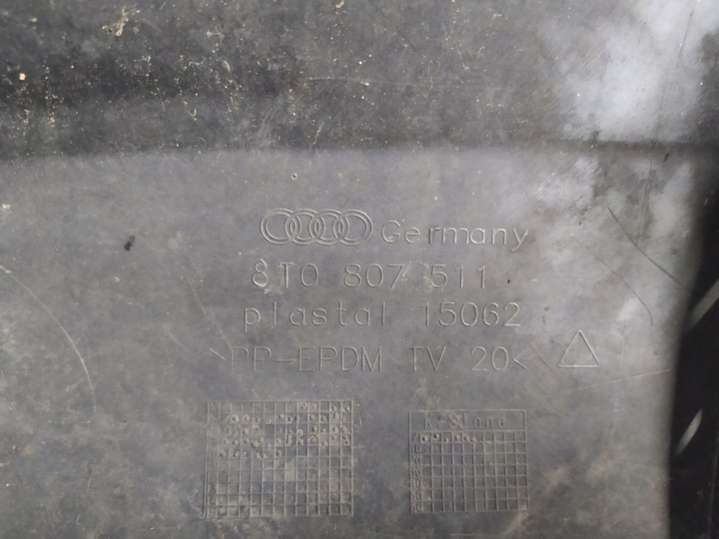 Germany
8T0 807 511
plastal 15062
>PP-EPDM TV 20<